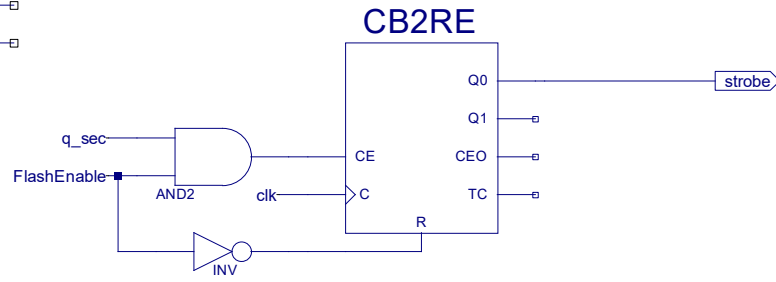 CB2RE
Q0
strobe
Q1
q_sec
CE
CEO
FlashEnable
AND2
clk
C
TC
R
INV